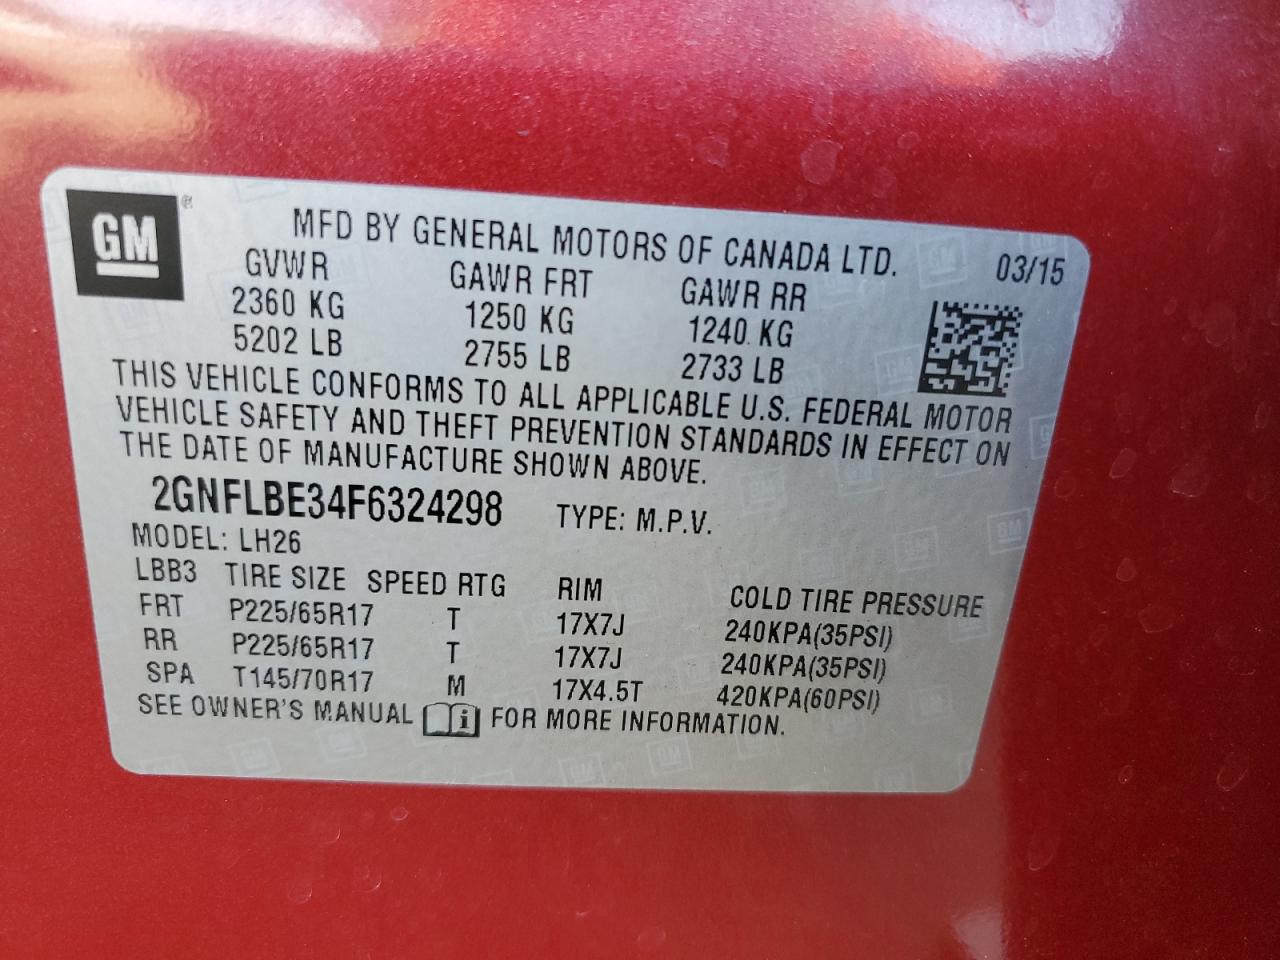 GM ®
MFD BY GENERAL MOTORS OF CANADA LTD. 03/15
GVWR GAWR FRT GAWR RR
2360 KG 1250 KG 1240 KG
5202 LB 2755 LB 2733 LB
THIS VEHICLE CONFORMS TO ALL APPLICABLE U.S. FEDERAL MOTOR
VEHICLE SAFETY AND THEFT PREVENTION STANDARDS IN EFFECT ON
THE DATE OF MANUFACTURE SHOWN ABOVE.
2GNFLBE34F6324298 TYPE: M.P.V.
MODEL: LH26
LBB3 TIRE SIZE SPEED RTG RIM COLD TIRE PRESSURE
FRT P225/65R17 T 17X7J 240KPA(35PSI)
RR P225/65R17 T 17X7J 240KPA(35PSI)
SPA T145/70R17 M 17X4.5T 420KPA(60PSI)
SEE OWNER'S MANUAL i FOR MORE INFORMATION.